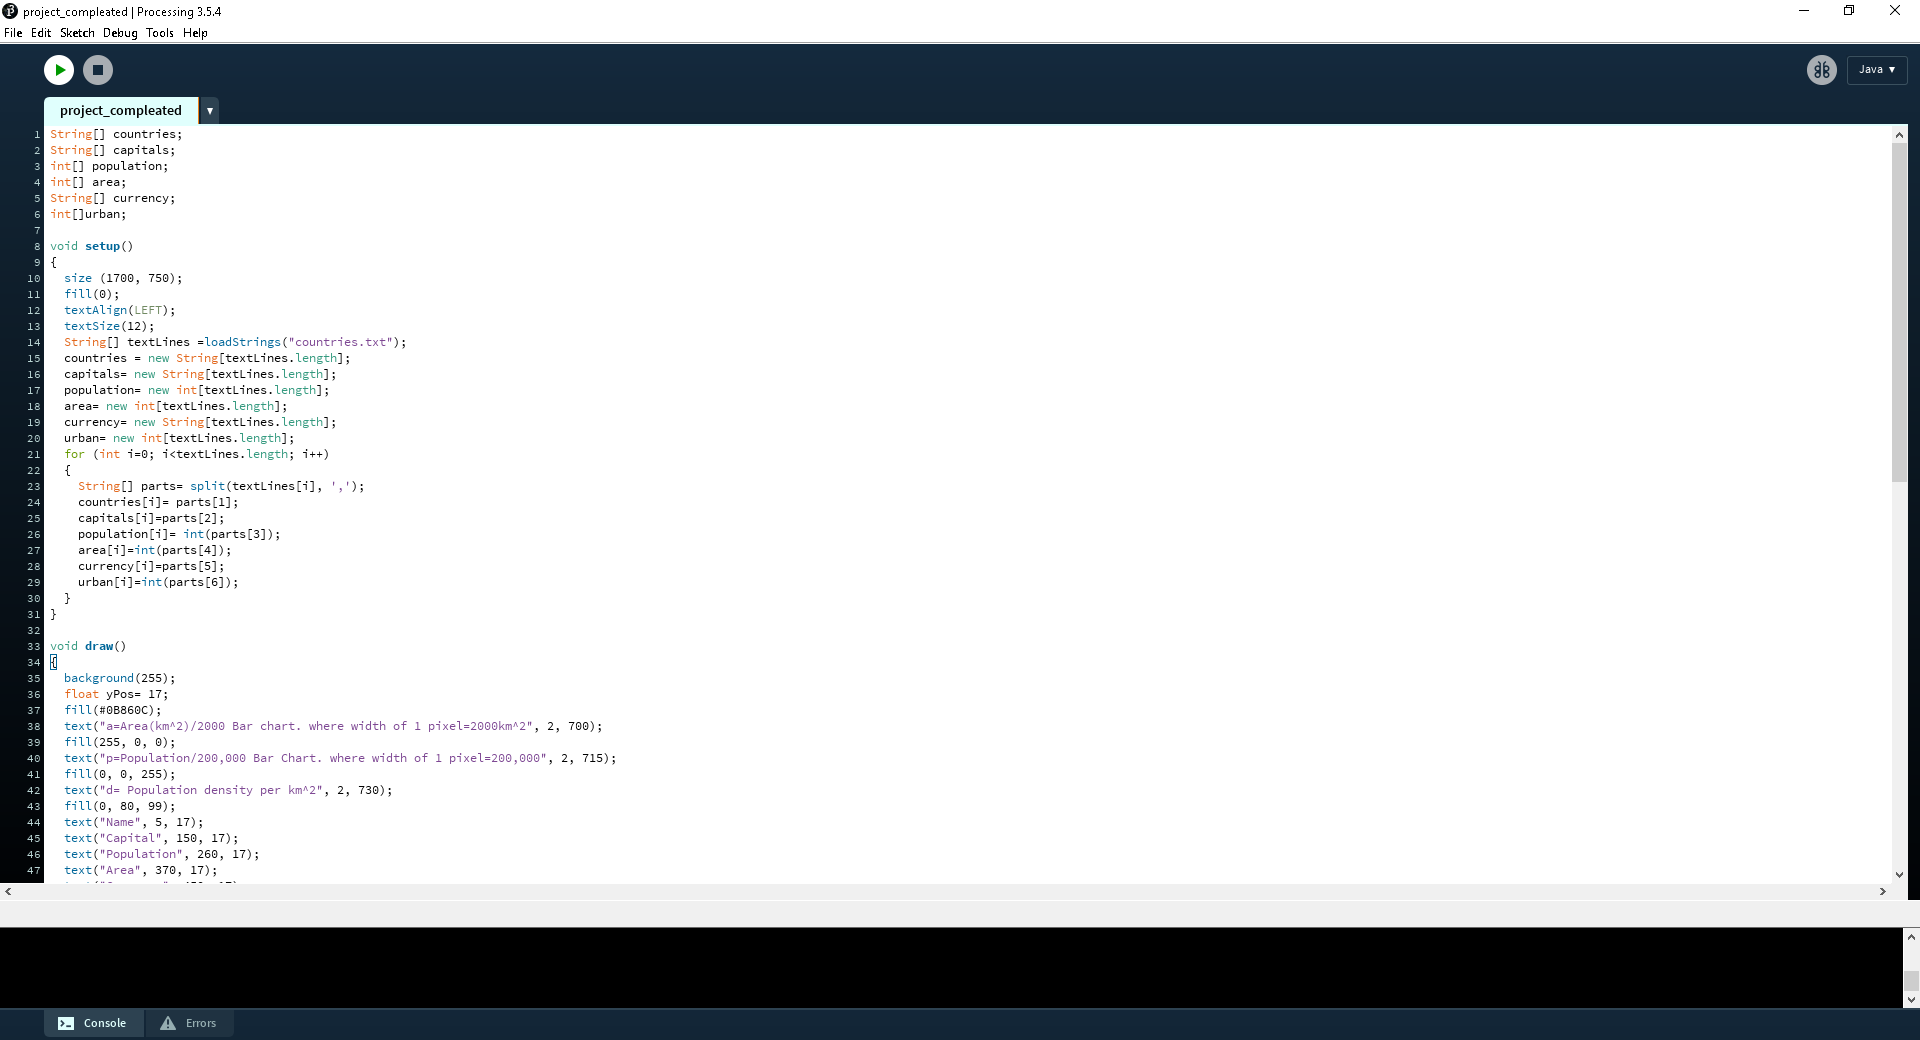 project_compleated | Processing 3.5.4
File Edit Sketch Debug Tools Help
Java ▼
project_compleated ▼
1 String[] countries;
2 String[] capitals;
3 int[] population;
4 int[] area;
5 String[] currency;
6 int[]urban;
7
8 void setup()
9 {
10   size (1700, 750);
11   fill(0);
12   textAlign(LEFT);
13   textSize(12);
14   String[] textLines =loadStrings("countries.txt");
15   countries = new String[textLines.length];
16   capitals= new String[textLines.length];
17   population= new int[textLines.length];
18   area= new int[textLines.length];
19   currency= new String[textLines.length];
20   urban= new int[textLines.length];
21   for (int i=0; i<textLines.length; i++)
22   {
23     String[] parts= split(textLines[i], ',');
24     countries[i]= parts[1];
25     capitals[i]=parts[2];
26     population[i]= int(parts[3]);
27     area[i]=int(parts[4]);
28     currency[i]=parts[5];
29     urban[i]=int(parts[6]);
30   }
31 }
32
33 void draw()
34 {
35   background(255);
36   float yPos= 17;
37   fill(#0B860C);
38   text("a=Area(km^2)/2000 Bar chart. where width of 1 pixel=2000km^2", 2, 700);
39   fill(255, 0, 0);
40   text("p=Population/200,000 Bar Chart. where width of 1 pixel=200,000", 2, 715);
41   fill(0, 0, 255);
42   text("d= Population density per km^2", 2, 730);
43   fill(0, 80, 99);
44   text("Name", 5, 17);
45   text("Capital", 150, 17);
46   text("Population", 260, 17);
47   text("Area", 370, 17);
Console Errors